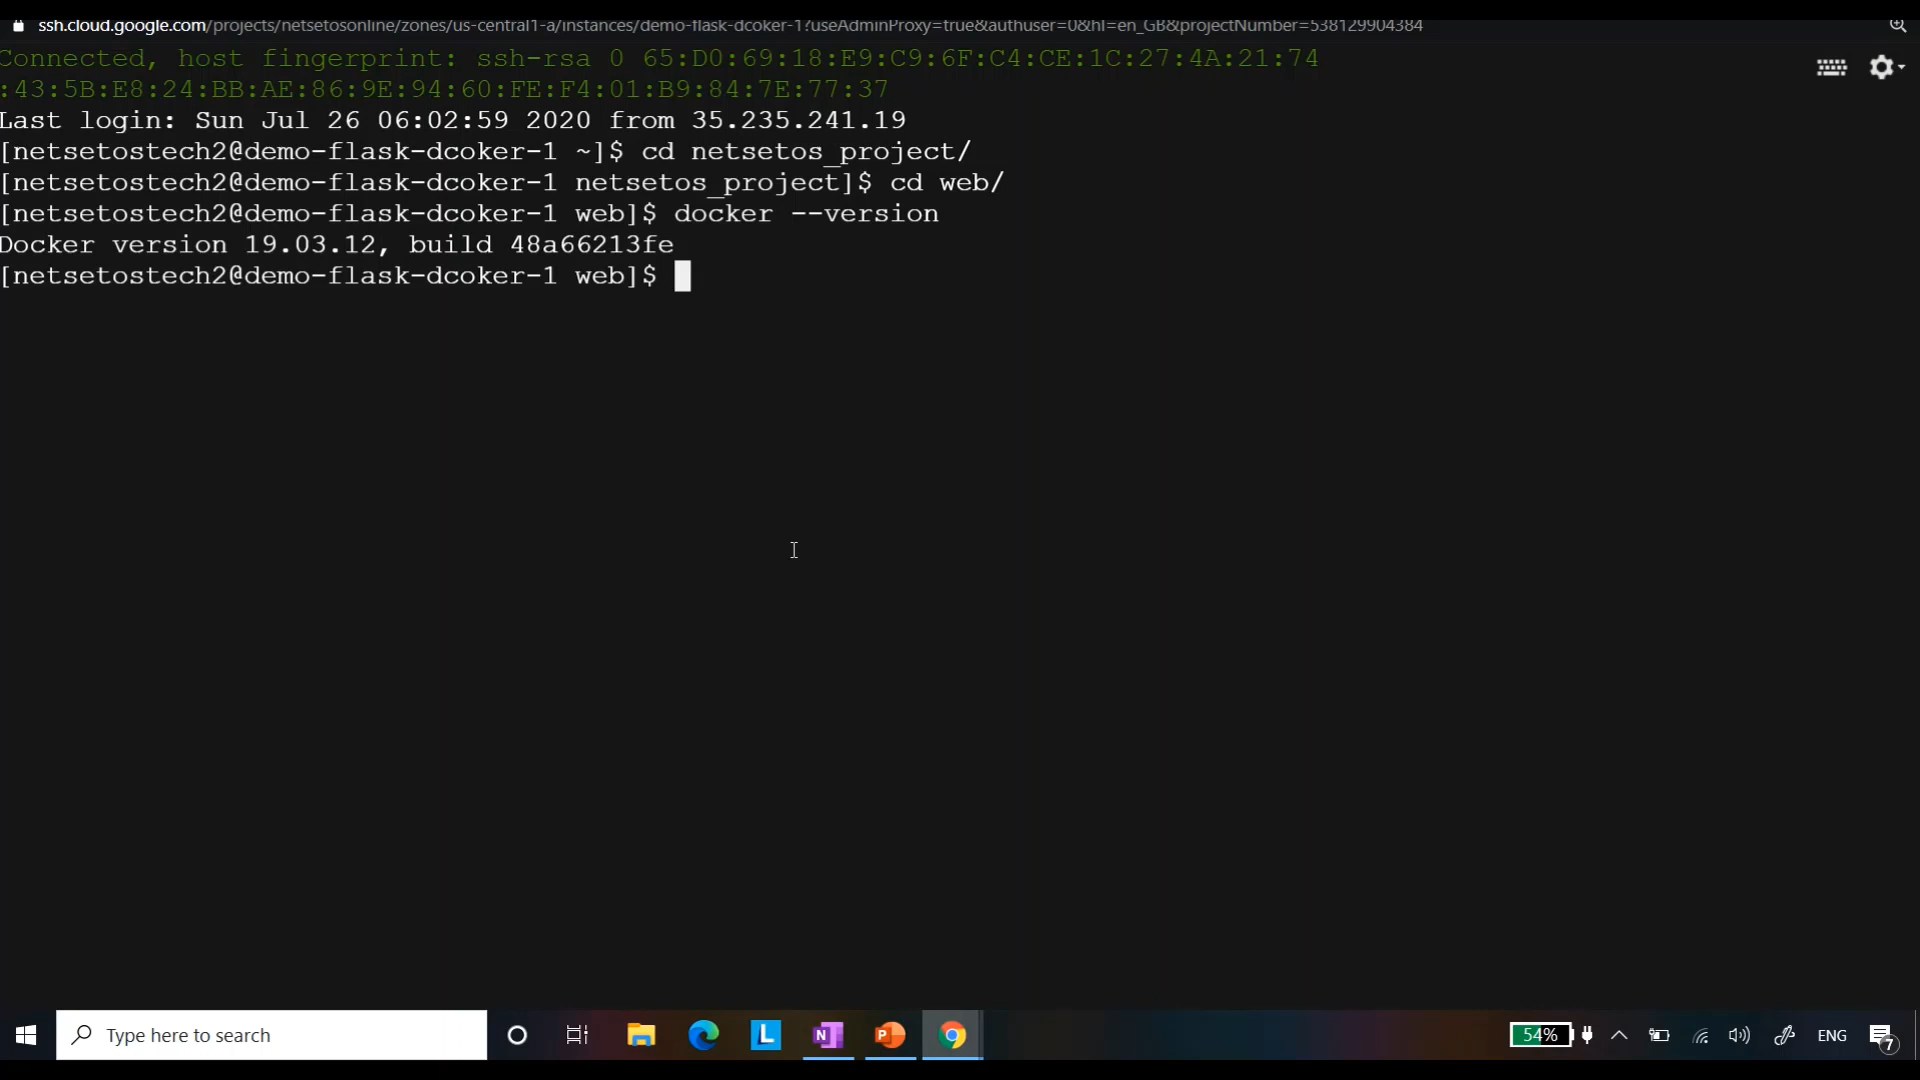 ssh.cloud.google.com/projects/netsetosonline/zones/us-central1-a/instances/demo-flask-dcoker-1?useAdminProxy=true&authuser=0&hl=en_GB&projectNumber=538129904384
Connected, host fingerprint: ssh-rsa 0 65:D0:69:18:E9:C9:6F:C4:CE:1C:27:4A:21:74
:43:5B:E8:24:BB:AE:86:9E:94:60:FE:F4:01:B9:84:7E:77:37
Last login: Sun Jul 26 06:02:59 2020 from 35.235.241.19
[netsetostech2@demo-flask-dcoker-1 ~]$ cd netsetos_project/
[netsetostech2@demo-flask-dcoker-1 netsetos_project]$ cd web/
[netsetostech2@demo-flask-dcoker-1 web]$ docker --version
Docker version 19.03.12, build 48a66213fe
[netsetostech2@demo-flask-dcoker-1 web]$
Type here to search
L
N
P
54%
ENG
7